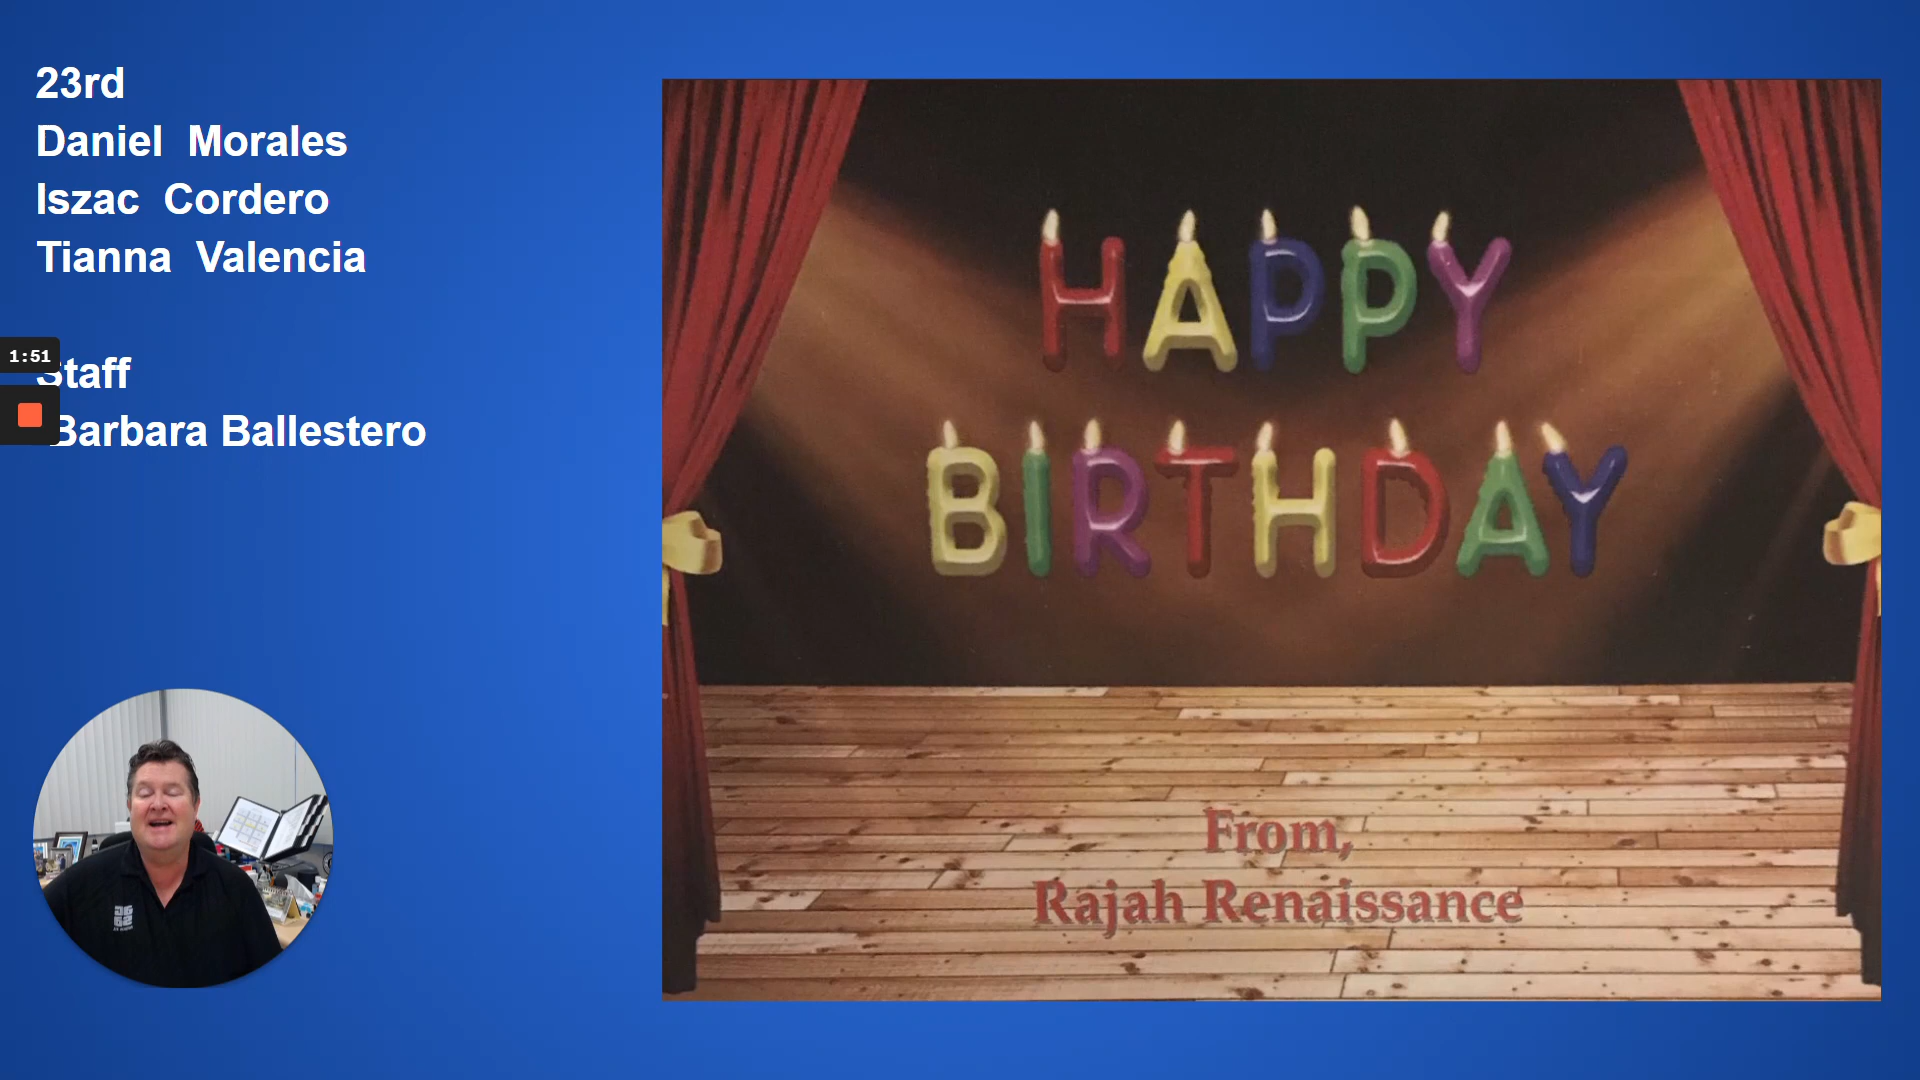 23rd
Daniel Morales
Iszac Cordero
Tianna Valencia
1:51
Staff
Barbara Ballestero
HAPPY
BIRTHDAY
From,
Rajah Renaissance